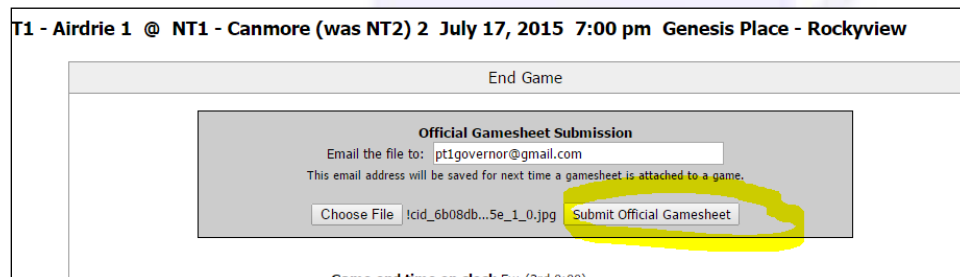 T1 - Airdrie 1 @ NT1 - Canmore (was NT2) 2 July 17, 2015 7:00 pm Genesis Place - Rockyview
End Game
Official Gamesheet Submission
Email the file to: pt1governor@gmail.com
This email address will be saved for next time a gamesheet is attached to a game.
Choose File !cid_6b08db...5e_1_0.jpg Submit Official Gamesheet